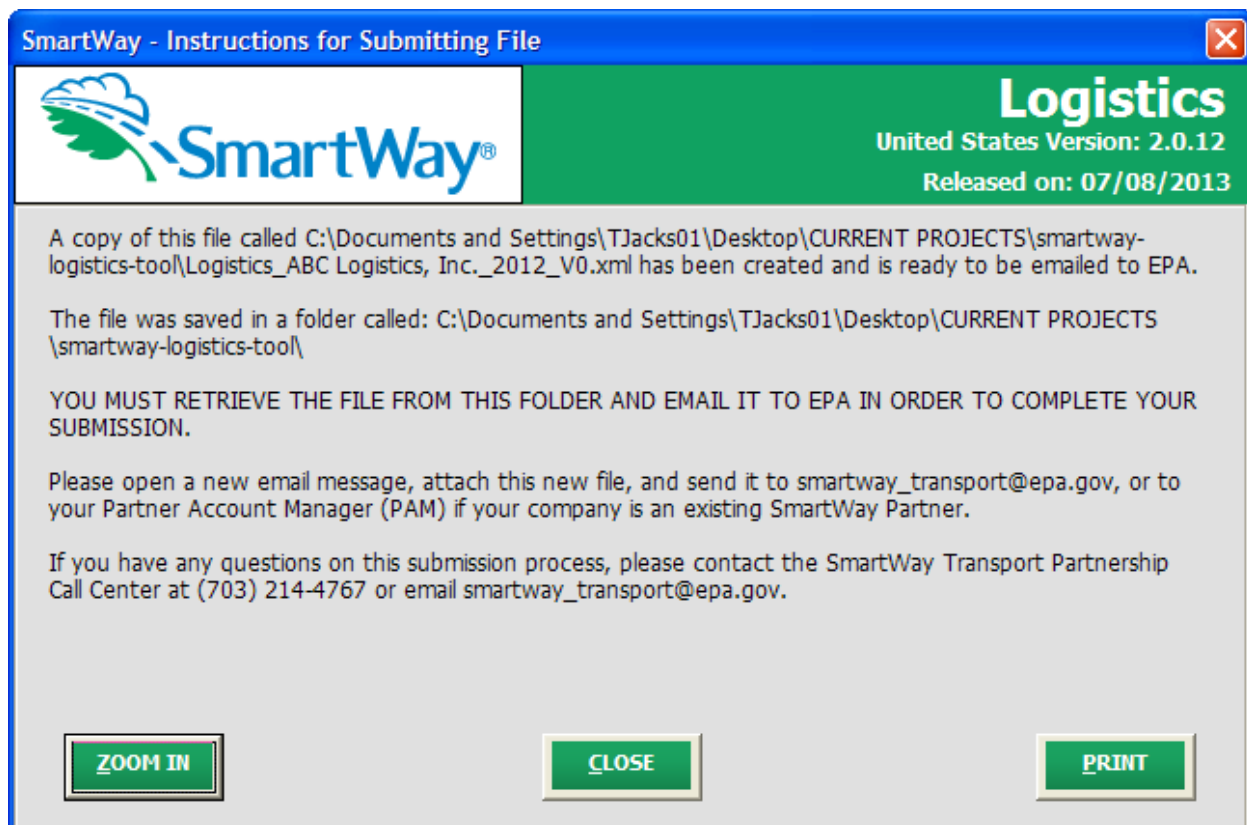 SmartWay - Instructions for Submitting File
SmartWay®
Logistics
United States Version: 2.0.12
Released on: 07/08/2013
A copy of this file called C:\Documents and Settings\TJacks01\Desktop\CURRENT PROJECTS\smartway-
logistics-tool\Logistics_ABC Logistics, Inc._2012_V0.xml has been created and is ready to be emailed to EPA.
The file was saved in a folder called: C:\Documents and Settings\TJacks01\Desktop\CURRENT PROJECTS
\smartway-logistics-tool\
YOU MUST RETRIEVE THE FILE FROM THIS FOLDER AND EMAIL IT TO EPA IN ORDER TO COMPLETE YOUR
SUBMISSION.
Please open a new email message, attach this new file, and send it to smartway_transport@epa.gov, or to
your Partner Account Manager (PAM) if your company is an existing SmartWay Partner.
If you have any questions on this submission process, please contact the SmartWay Transport Partnership
Call Center at (703) 214-4767 or email smartway_transport@epa.gov.
ZOOM IN
CLOSE
PRINT